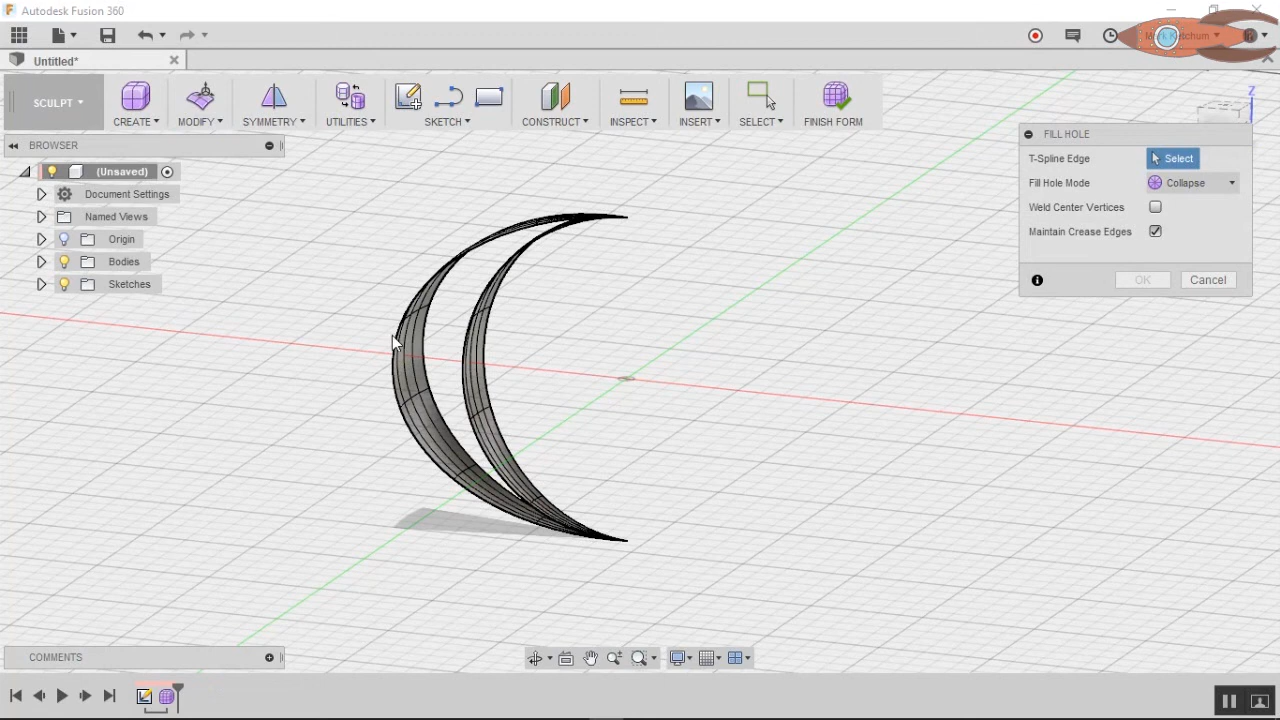 Autodesk Fusion 360
Mark Ketchum
Untitled*
SCULPT
CREATE
MODIFY
SYMMETRY
UTILITIES
SKETCH
CONSTRUCT
INSPECT
INSERT
SELECT
FINISH FORM
Z
BROWSER
(Unsaved)
Document Settings
Named Views
Origin
Bodies
Sketches
FILL HOLE
T-Spline Edge
Select
Fill Hole Mode
Collapse
Weld Center Vertices
Maintain Crease Edges
OK
Cancel
COMMENTS